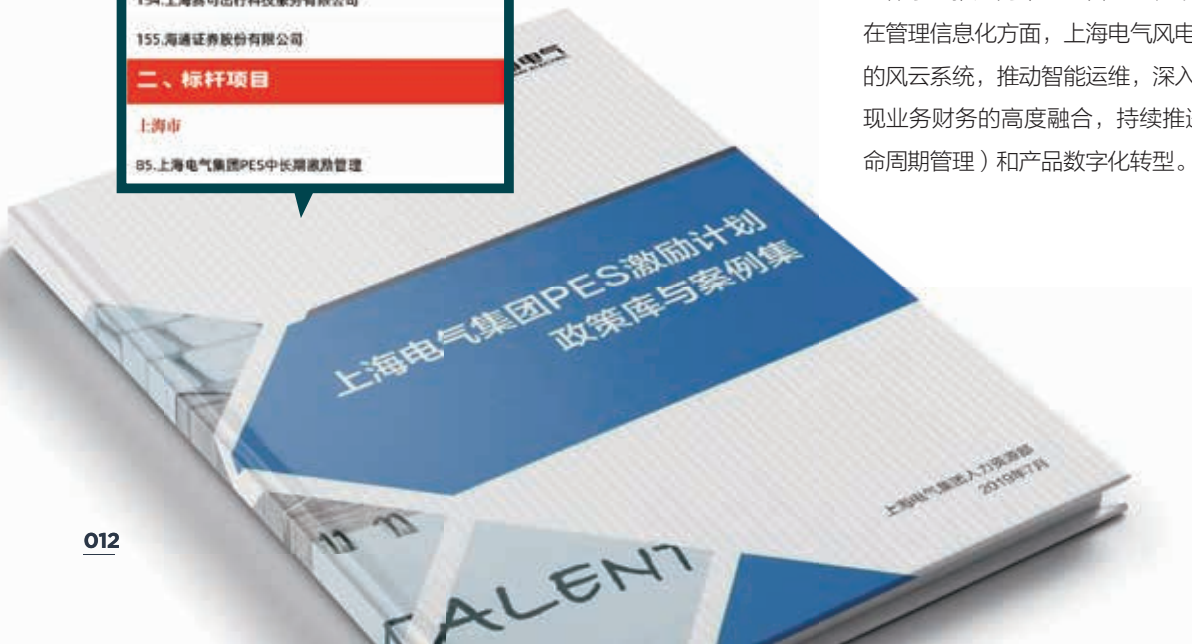 155.海通证券股份有限公司
二、标杆项目
上海市
85.上海电气集团PES中长期激励管理
在管理信息化方面，上海电气风电
的风云系统，推动智能运维，深入
现业务财务的高度融合，持续推进
命周期管理）和产品数字化转型。
上海电气集团PES激励计划
政策库与案例集
上海电气集团人力资源部
2019年7月
TALENT
012